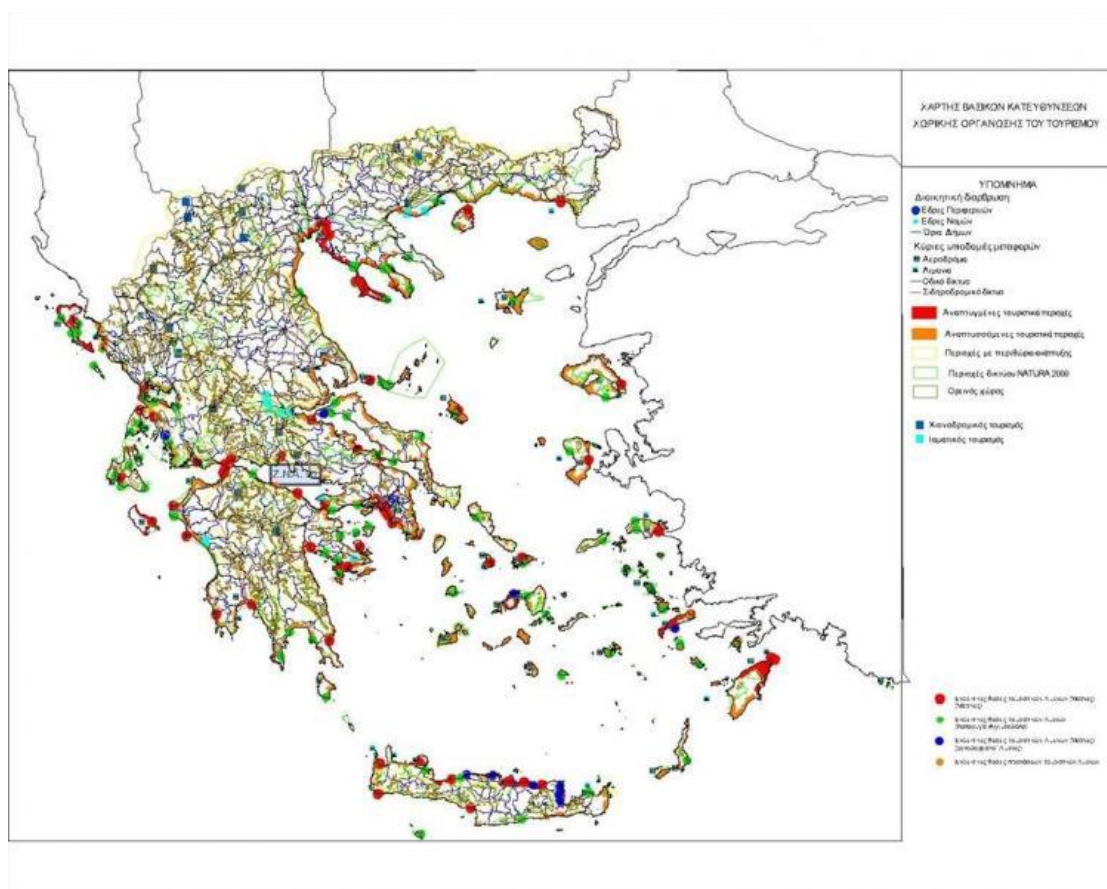 ΧΑΡΤΗΣ ΒΑΣΙΚΩΝ ΚΑΤΕΥΘΥΝΣΕΩΝ
ΧΩΡΙΚΗΣ ΟΡΓΑΝΩΣΗΣ ΤΟΥ ΤΟΥΡΙΣΜΟΥ
ΥΠΟΜΝΗΜΑ
Διοικητική διάρθρωση
Έδρες Περιφερειών
Έδρες Νομών
Όρια Δήμων
Κύριες υποδομές μεταφορών
Αεροδρόμια
Λιμάνια
Οδικό δίκτυο
Σιδηροδρομικό δίκτυο
Αναπτυγμένες τουριστικά περιοχές
Αναπτυσσόμενες τουριστικά περιοχές
Περιοχές με περιθώρια ανάπτυξης
Περιοχές δικτύου NATURA 2000
Ορεινός χώρος
Χιονοδρομικός τουρισμός
Ιαματικός τουρισμός